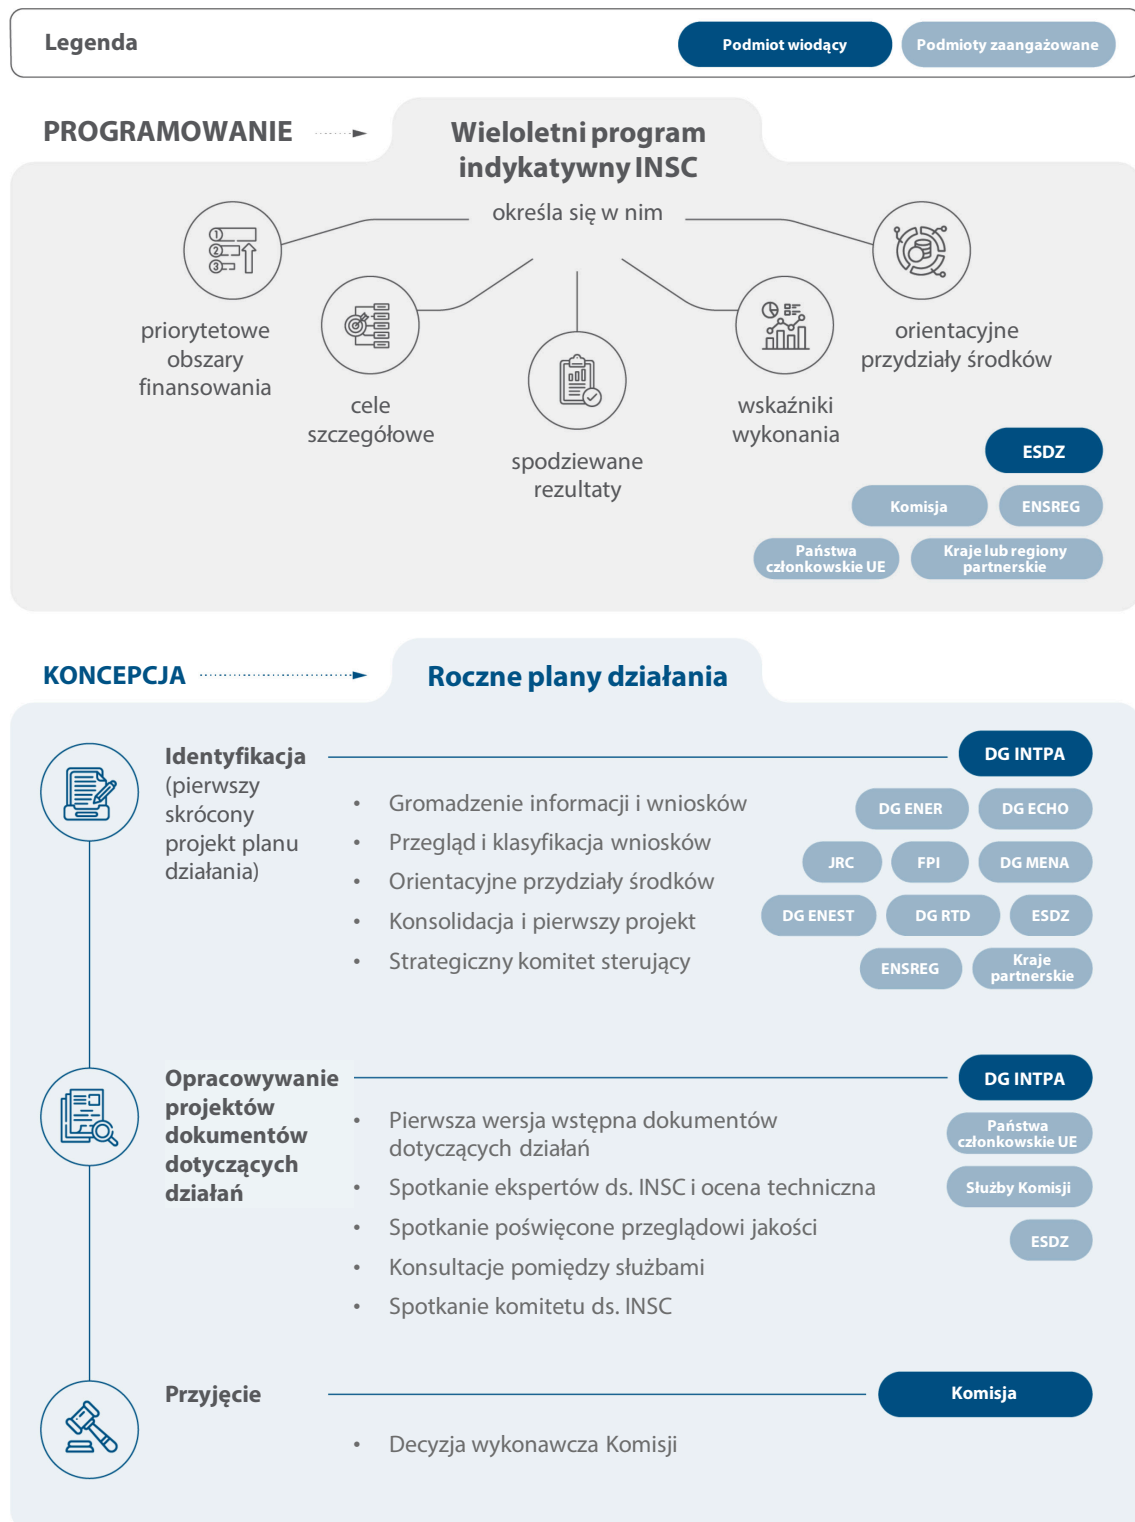 Legenda
Podmiot wiodący
Podmioty zaangażowane
PROGRAMOWANIE
Wieloletni program
indykatywny INSC
określa się w nim
1
2
3
priorytetowe
obszary
finansowania
cele
szczegółowe
spodziewane
rezultaty
wskaźniki
wykonania
orientacyjne
przydziały środków
ESDZ
Komisja
ENSREG
Państwa
członkowskie UE
Kraje lub regiony
partnerskie
KONCEPCJA
Roczne plany działania
Identyfikacja
(pierwszy
skrócony
projekt planu
działania)
• Gromadzenie informacji i wniosków
• Przegląd i klasyfikacja wniosków
• Orientacyjne przydziały środków
• Konsolidacja i pierwszy projekt
• Strategiczny komitet sterujący
DG INTPA
DG ENER
DG ECHO
JRC
FPI
DG MENA
DG ENEST
DG RTD
ESDZ
ENSREG
Kraje
partnerskie
Opracowywanie
projektów
dokumentów
dotyczących
działań
• Pierwsza wersja wstępna dokumentów
dotyczących działań
• Spotkanie ekspertów ds. INSC i ocena techniczna
• Spotkanie poświęcone przeglądowi jakości
• Konsultacje pomiędzy służbami
• Spotkanie komitetu ds. INSC
DG INTPA
Państwa
członkowskie UE
Służby Komisji
ESDZ
Przyjęcie
• Decyzja wykonawcza Komisji
Komisja